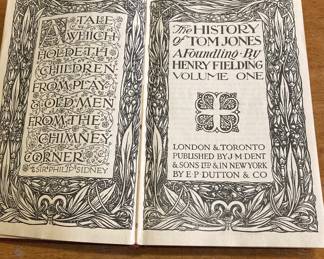 A TALE
WHICH
HOLDETH
CHILDREN
FROM PLAY
& OLD MEN
FROM THE
CHIMNEY
CORNER
SIR PHILIP SIDNEY
The HISTORY
of TOM JONES
A Foundling · By
HENRY FIELDING
VOLUME ONE
LONDON & TORONTO
PUBLISHED BY J·M·DENT
& SONS LTD & IN NEW YORK
BY E·P·DUTTON & CO